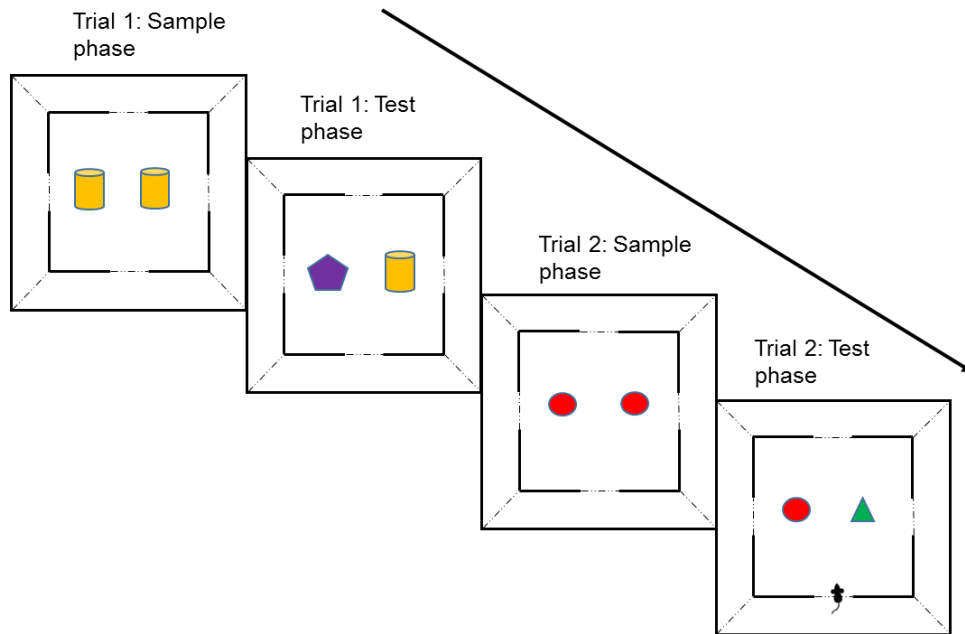 Trial 1: Sample
phase
Trial 1: Test
phase
Trial 2: Sample
phase
Trial 2: Test
phase